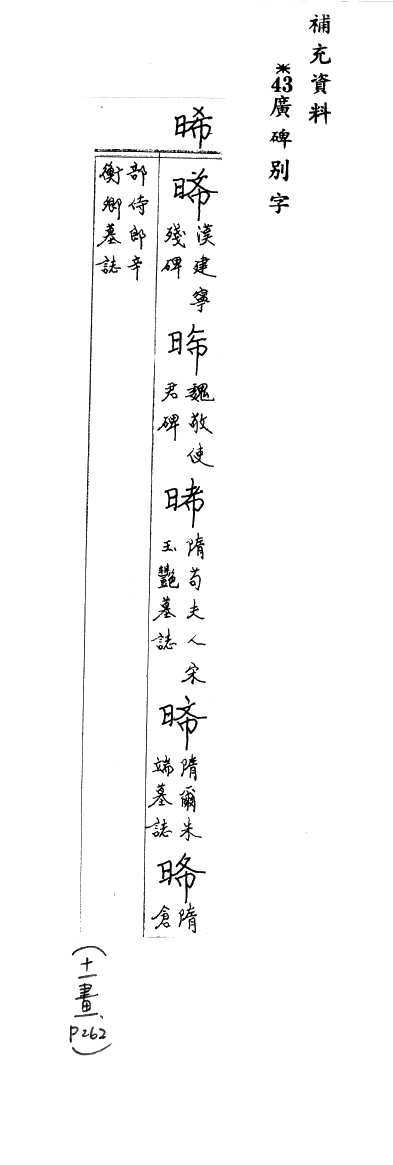 補充資料
※43廣碑別字
晞
晞漢建寧殘碑
晞魏敬使君碑
晞隋荀夫人宋玉豔墓誌
晞隋爾朱端墓誌
晞隋倉
部侍郎辛衡卿墓誌
（十一畫、P262）